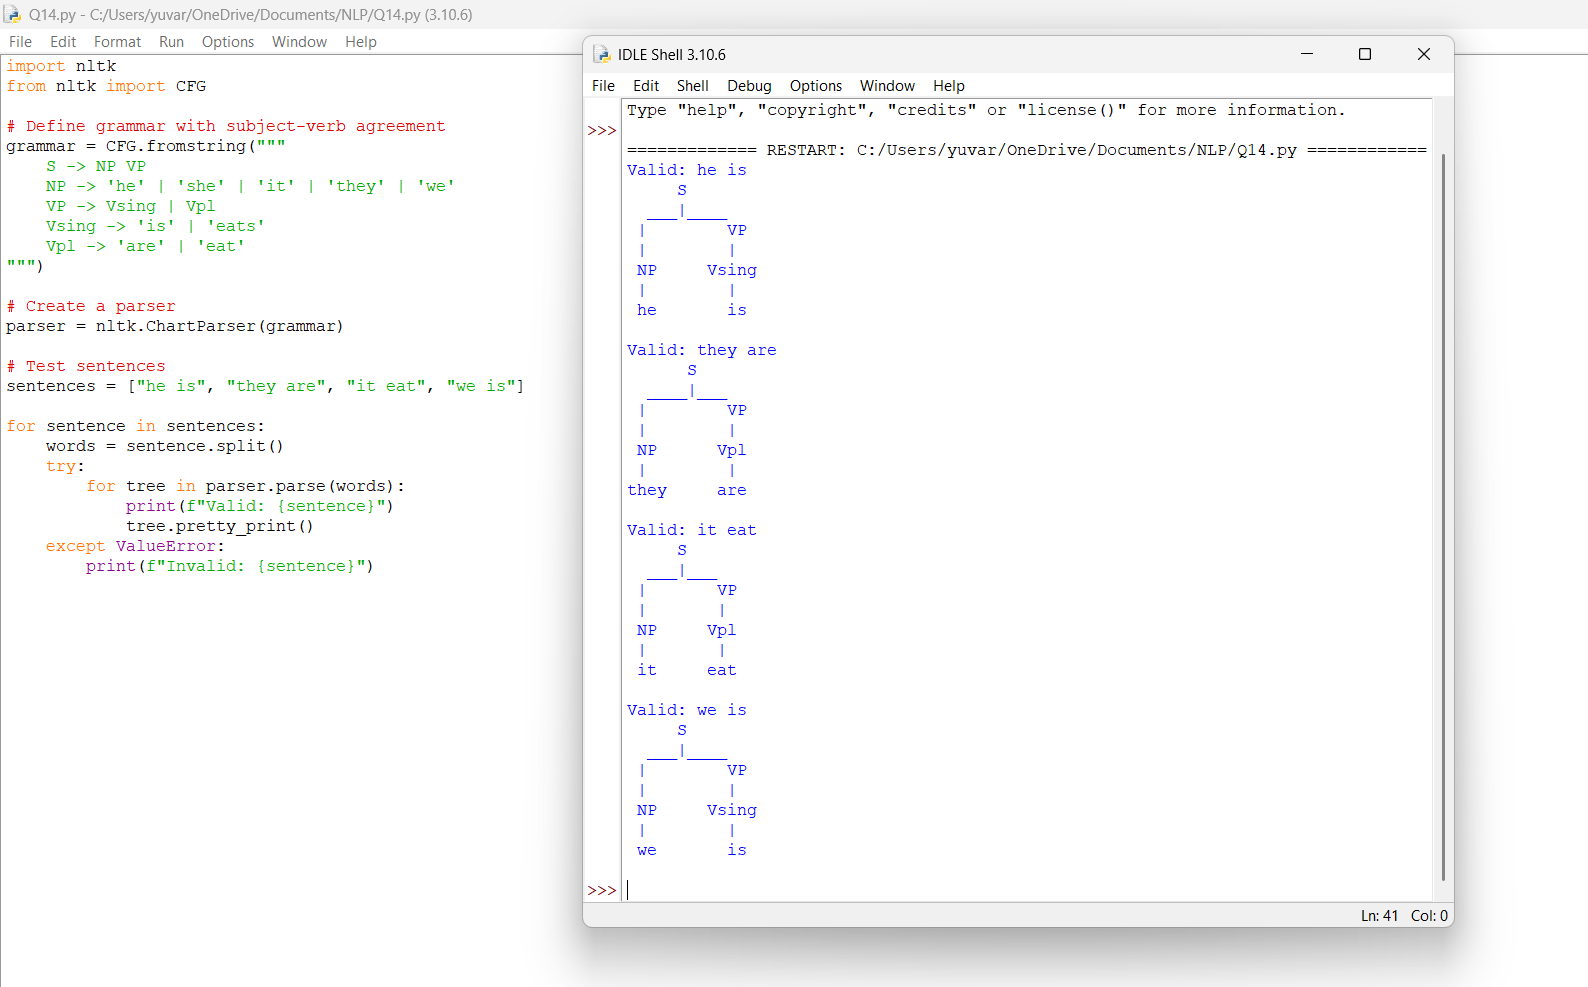 Q14.py - C:/Users/yuvar/OneDrive/Documents/NLP/Q14.py (3.10.6)
File Edit Format Run Options Window Help
import nltk
from nltk import CFG

# Define grammar with subject-verb agreement
grammar = CFG.fromstring("""
    S -> NP VP
    NP -> 'he' | 'she' | 'it' | 'they' | 'we'
    VP -> Vsing | Vpl
    Vsing -> 'is' | 'eats'
    Vpl -> 'are' | 'eat'
""")

# Create a parser
parser = nltk.ChartParser(grammar)

# Test sentences
sentences = ["he is", "they are", "it eat", "we is"]

for sentence in sentences:
    words = sentence.split()
    try:
        for tree in parser.parse(words):
            print(f"Valid: {sentence}")
            tree.pretty_print()
    except ValueError:
        print(f"Invalid: {sentence}")
IDLE Shell 3.10.6
File Edit Shell Debug Options Window Help
Type "help", "copyright", "credits" or "license()" for more information.
>>>
============= RESTART: C:/Users/yuvar/OneDrive/Documents/NLP/Q14.py ============
Valid: he is
     S
  ___|____
 |        VP
 |        |
 NP     Vsing
 |        |
 he       is

Valid: they are
      S
  ____|___
 |        VP
 |        |
 NP      Vpl
 |        |
they     are

Valid: it eat
     S
  ___|___
 |       VP
 |       |
 NP     Vpl
 |       |
 it     eat

Valid: we is
     S
  ___|____
 |        VP
 |        |
 NP     Vsing
 |        |
 we       is

>>>
Ln: 41 Col: 0